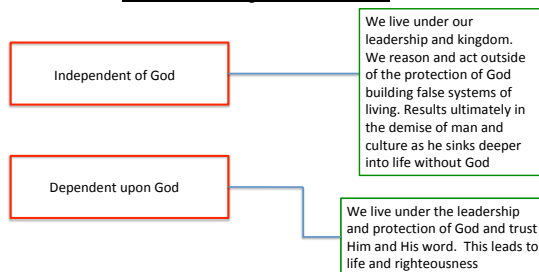 Independent of God
We live under our
leadership and kingdom.
We reason and act outside
of the protection of God
building false systems of
living. Results ultimately in
the demise of man and
culture as he sinks deeper
into life without God
Dependent upon God
We live under the leadership
and protection of God and trust
Him and His word.  This leads to
life and righteousness